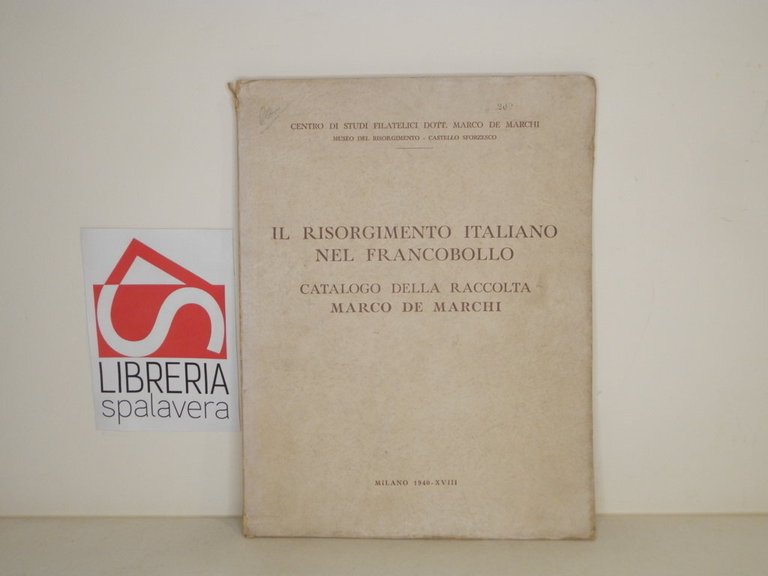 CENTRO DI STUDI FILATELICI DOTT. MARCO DE MARCHI
MUSEO DEL RISORGIMENTO - CASTELLO SFORZESCO
IL RISORGIMENTO ITALIANO
NEL FRANCOBOLLO
CATALOGO DELLA RACCOLTA
MARCO DE MARCHI
MILANO 1940-XVIII
LIBRERIA
spalavera